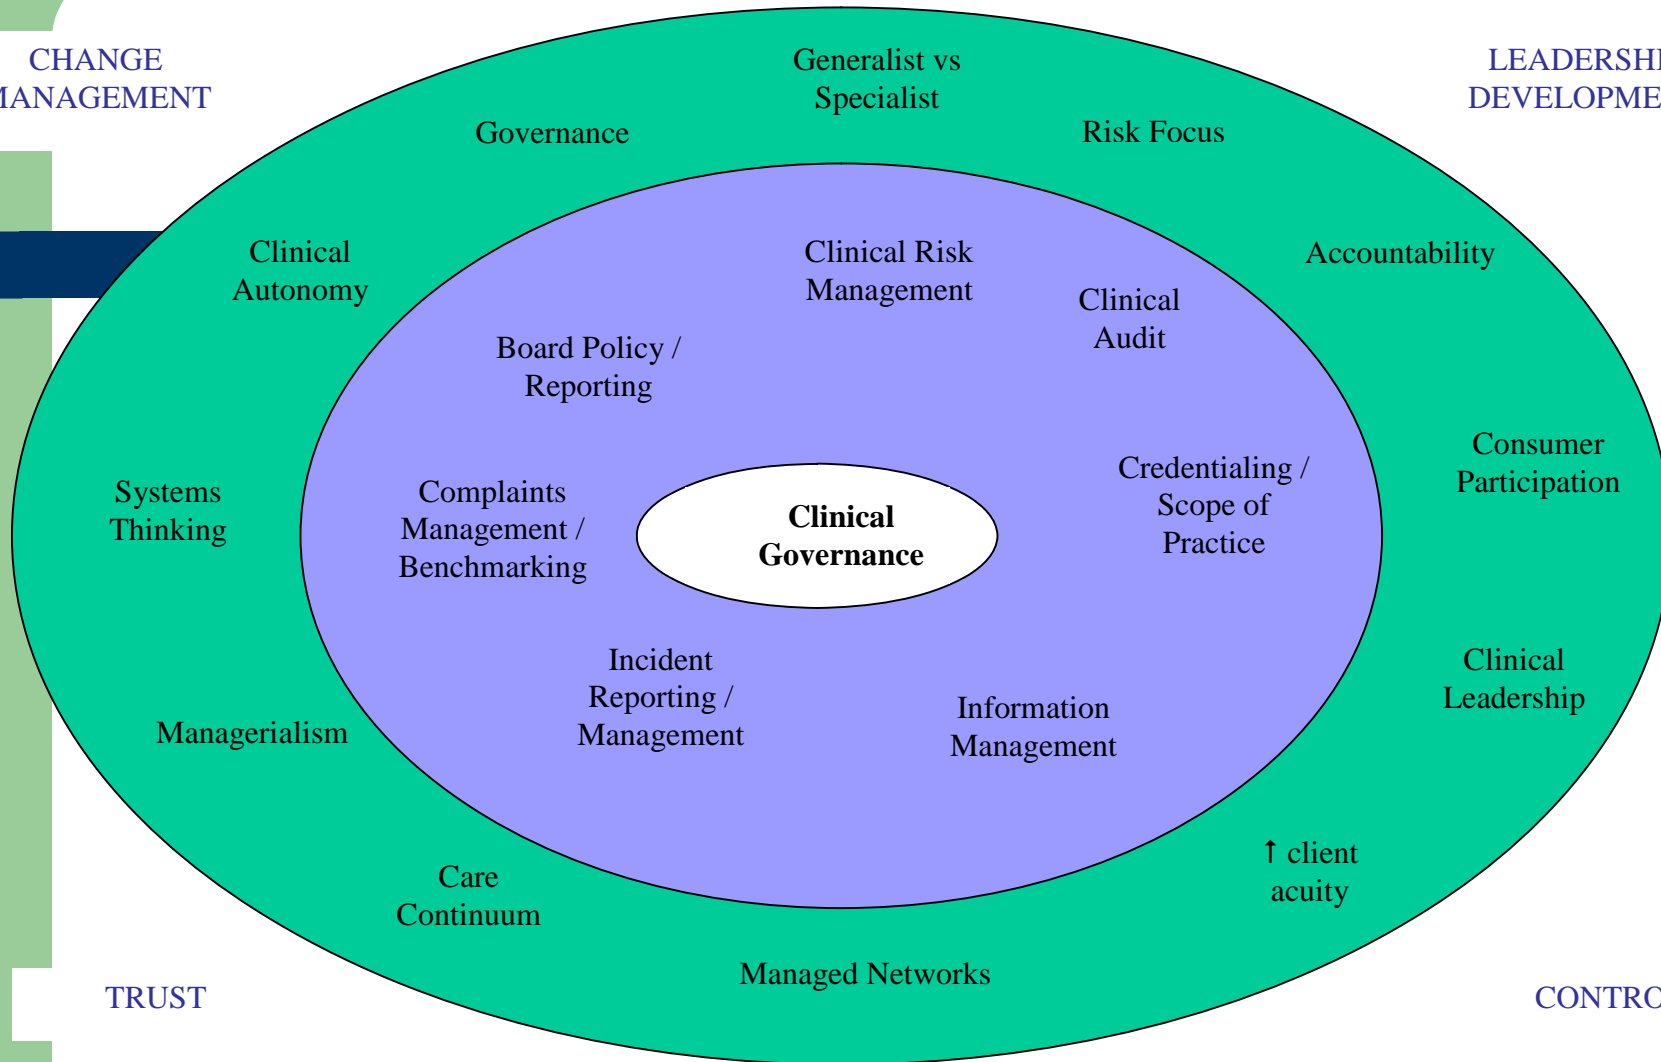 CHANGE
MANAGEMENT
LEADERSHI
DEVELOPME
Generalist vs
Specialist
Governance
Risk Focus
Clinical
Autonomy
Accountability
Clinical Risk
Management
Clinical
Audit
Board Policy /
Reporting
Consumer
Participation
Systems
Thinking
Complaints
Management /
Benchmarking
Clinical
Governance
Credentialing /
Scope of
Practice
Incident
Reporting /
Management
Information
Management
Clinical
Leadership
Managerialism
Care
Continuum
↑ client
acuity
Managed Networks
TRUST
CONTRO